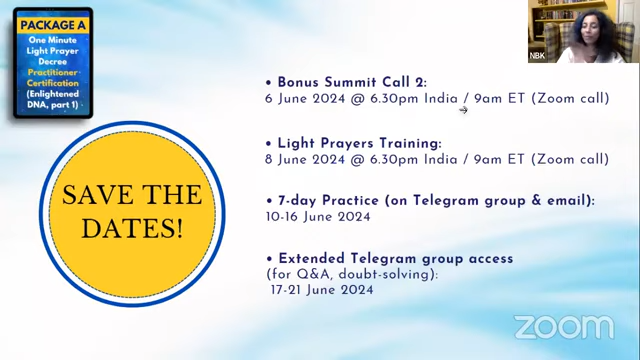 PACKAGE A
One Minute
Light Prayer
Decree
Practitioner
Certification
(Enlightened
DNA, part 1)
SAVE THE
DATES!
• Bonus Summit Call 2:
6 June 2024 @ 6.30pm India / 9am ET (Zoom call)
• Light Prayers Training:
8 June 2024 @ 6.30pm India / 9am ET (Zoom call)
• 7-day Practice (on Telegram group & email):
10-16 June 2024
• Extended Telegram group access
(for Q&A, doubt-solving):
17-21 June 2024
NBK
zoom